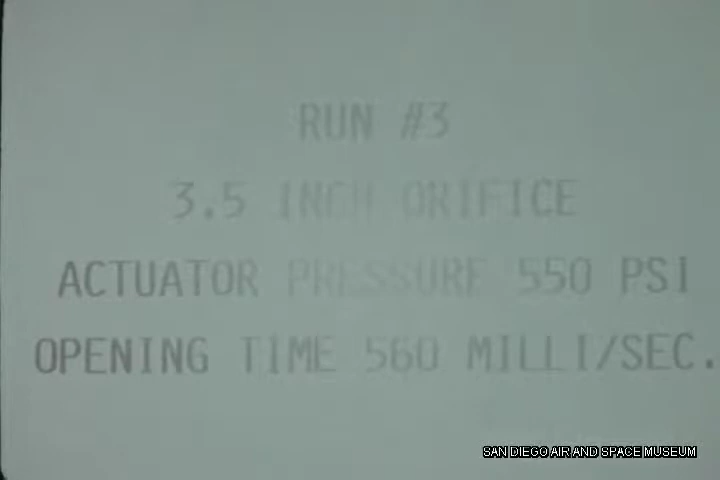 RUN #3
3.5 INCH ORIFICE
ACTUATOR PRESSURE 550 PSI
OPENING TIME 560 MILLI/SEC.
SAN DIEGO AIR AND SPACE MUSEUM